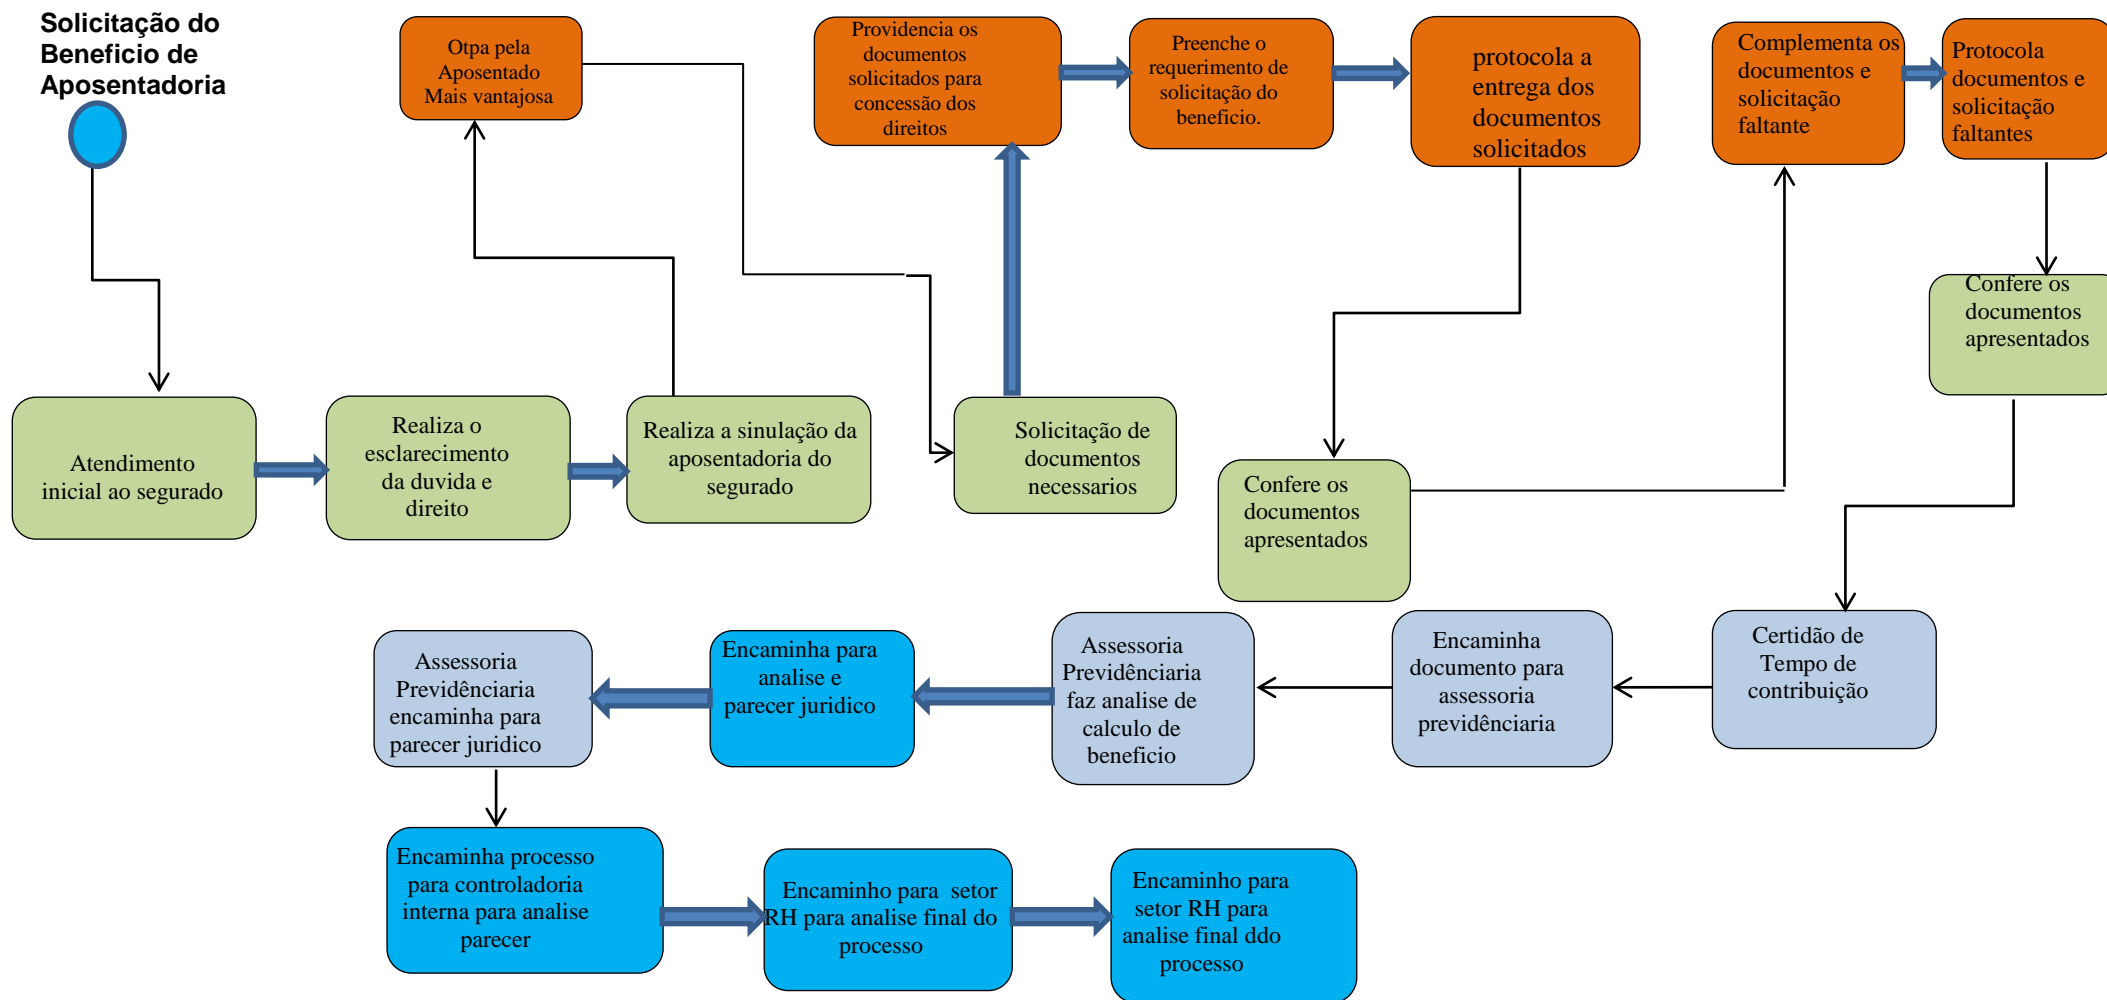 Solicitação do
Beneficio de
Aposentadoria
Otpa pela
Aposentado
Mais vantajosa
Providencia os
documentos
solicitados para
concessão dos
direitos
Preenche o
requerimento de
solicitação do
beneficio.
protocola a
entrega dos
documentos
solicitados
Complementa os
documentos e
solicitação
faltante
Protocola
documentos e
solicitação
faltantes
Confere os
documentos
apresentados
Atendimento
inicial ao segurado
Realiza o
esclarecimento
da duvida e
direito
Realiza a sinulação da
aposentadoria do
segurado
Solicitação de
documentos
necessarios
Confere os
documentos
apresentados
Assessoria
Previdênciaria
encaminha para
parecer juridico
Encaminha para
analise e
parecer juridico
Assessoria
Previdênciaria
faz analise de
calculo de
beneficio
Encaminha
documento para
assessoria
previdênciaria
Certidão de
Tempo de
contribuição
Encaminha processo
para controladoria
interna para analise
parecer
Encaminho para  setor
RH para analise final do
processo
Encaminho para
setor RH para
analise final ddo
processo